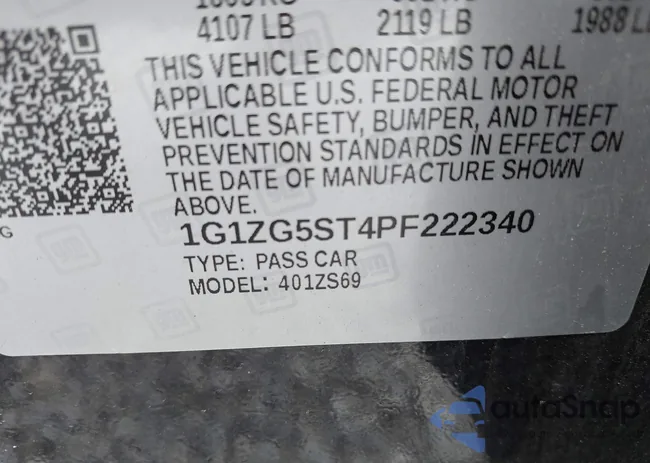 4107 LB 2119 LB 1988 L
THIS VEHICLE CONFORMS TO ALL
APPLICABLE U.S. FEDERAL MOTOR
VEHICLE SAFETY, BUMPER, AND THEFT
PREVENTION STANDARDS IN EFFECT ON
THE DATE OF MANUFACTURE SHOWN
ABOVE.
G
1G1ZG5ST4PF222340
TYPE: PASS CAR
MODEL: 401ZS69
autoSnap